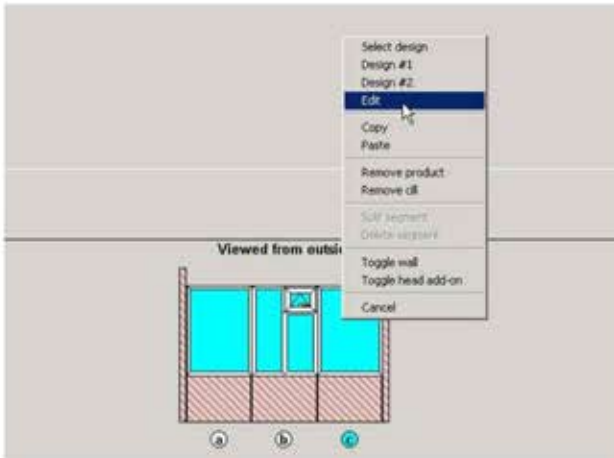 Select design
Design #1
Design #2
Edit
Copy
Paste
Remove product
Remove cill
Split segment
Delete segment
Toggle wall
Toggle head add-on
Cancel
Viewed from outsi
a b c